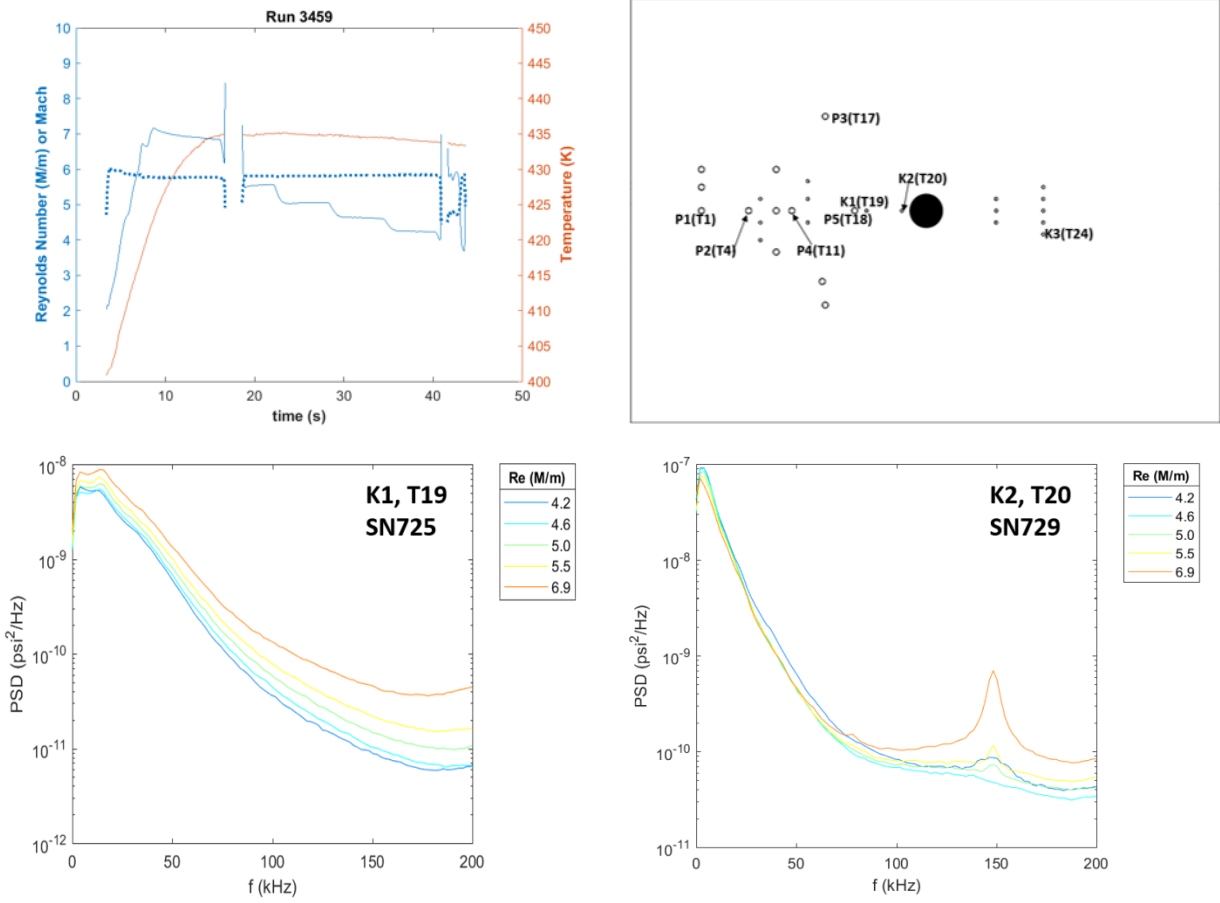 Run 3459
Reynolds Number (M/m) or Mach
10
9
8
7
6
5
4
3
2
1
0
450
445
440
435
430
425
420
415
410
405
400
Temperature (K)
0 10 20 30 40 50
time (s)
P3(T17)
K2(T20)
K1(T19)
P1(T1)
P5(T18)
P2(T4)
P4(T11)
K3(T24)
PSD (psi²/Hz)
10⁻⁸
10⁻⁹
10⁻¹⁰
10⁻¹¹
10⁻¹²
0 50 100 150 200
f (kHz)
K1, T19
SN725
Re (M/m)
4.2
4.6
5.0
5.5
6.9
PSD (psi²/Hz)
10⁻⁷
10⁻⁸
10⁻⁹
10⁻¹⁰
10⁻¹¹
0 50 100 150 200
f (kHz)
K2, T20
SN729
Re (M/m)
4.2
4.6
5.0
5.5
6.9